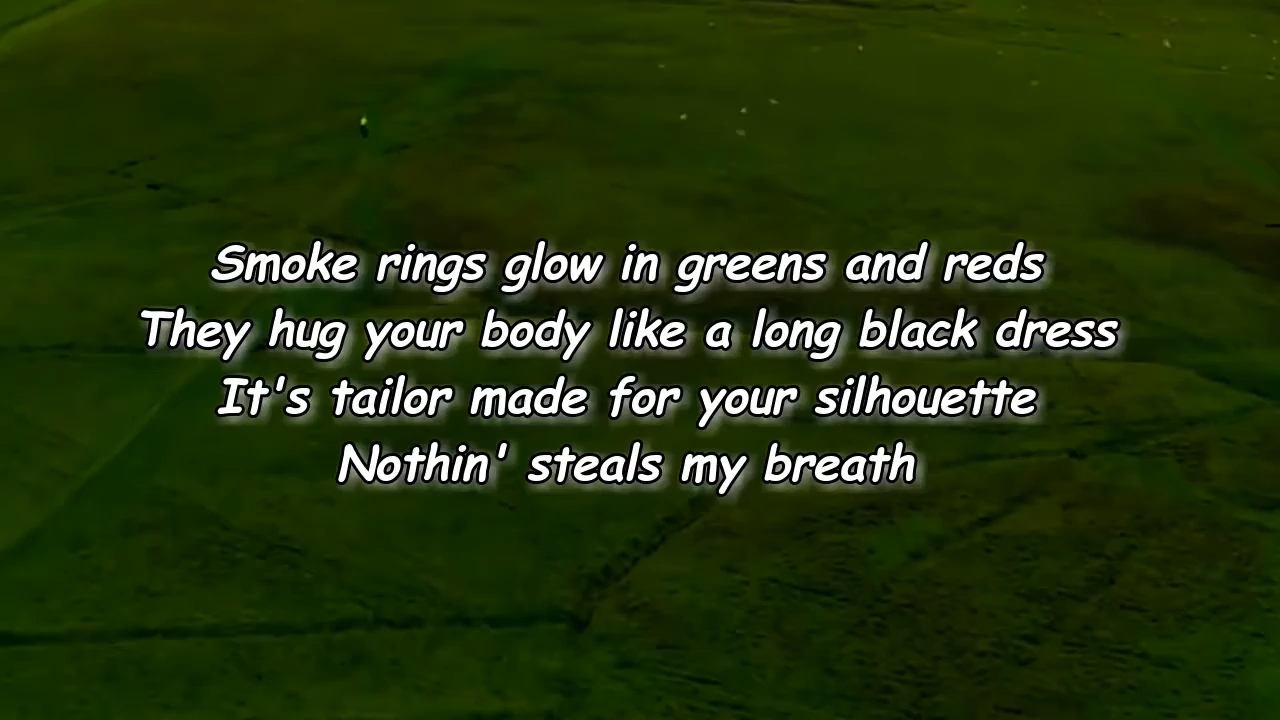 Smoke rings glow in greens and reds
They hug your body like a long black dress
It's tailor made for your silhouette
Nothin' steals my breath